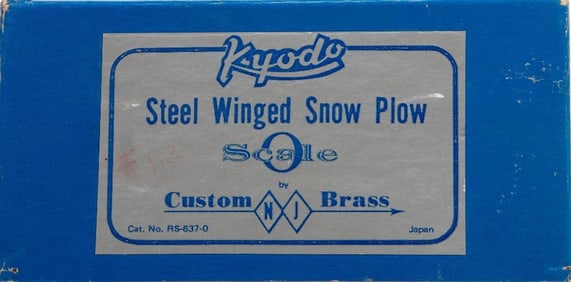 Kyodo
Steel Winged Snow Plow
O Scale
by
Custom NJ Brass
Cat. No. RS-637-0
Japan